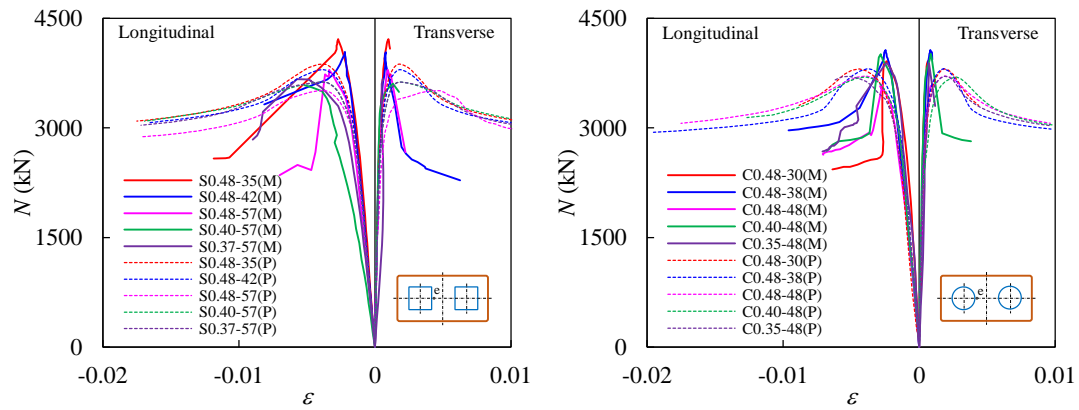 4500
3000
1500
0
N (kN)
Longitudinal
Transverse
S0.48-35(M)
S0.48-42(M)
S0.48-57(M)
S0.40-57(M)
S0.37-57(M)
S0.48-35(P)
S0.48-42(P)
S0.48-57(P)
S0.40-57(P)
S0.37-57(P)
e
-0.02 -0.01 0 0.01
ε
4500
3000
1500
0
N (kN)
Longitudinal
Transverse
C0.48-30(M)
C0.48-38(M)
C0.48-48(M)
C0.40-48(M)
C0.35-48(M)
C0.48-30(P)
C0.48-38(P)
C0.48-48(P)
C0.40-48(P)
C0.35-48(P)
e
-0.02 -0.01 0 0.01
ε